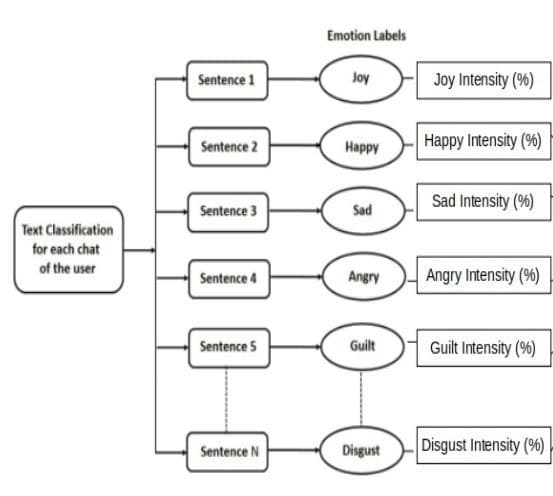 Emotion Labels
Sentence 1
Joy
Joy Intensity (%)
Sentence 2
Happy
Happy Intensity (%)
Sentence 3
Sad
Sad Intensity (%)
Text Classification
for each chat
of the user
Sentence 4
Angry
Angry Intensity (%)
Sentence 5
Guilt
Guilt Intensity (%)
Sentence N
Disgust
Disgust Intensity (%)